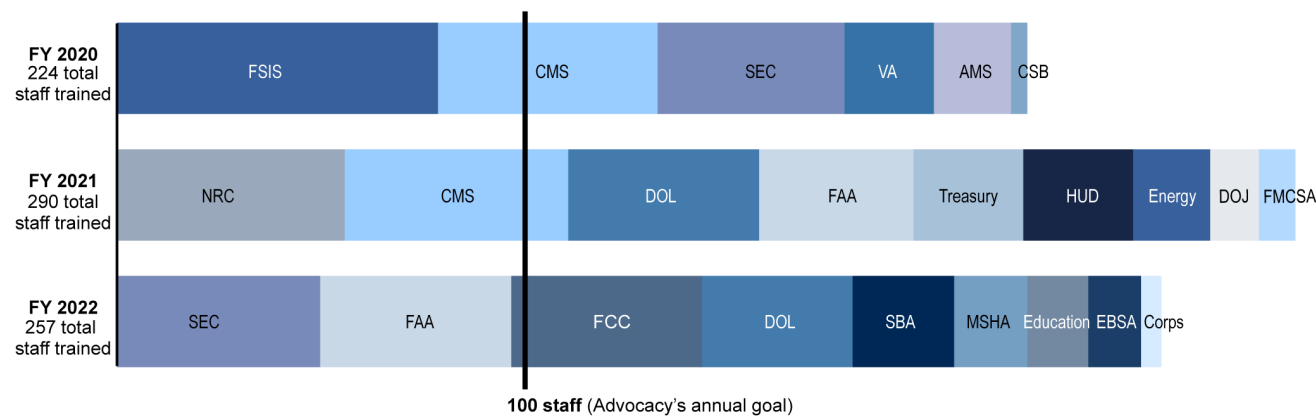 FY 2020
224 total
staff trained
FSIS CMS SEC VA AMS CSB
FY 2021
290 total
staff trained
NRC CMS DOL FAA Treasury HUD Energy DOJ FMCSA
FY 2022
257 total
staff trained
SEC FAA FCC DOL SBA MSHA Education EBSA Corps
100 staff (Advocacy’s annual goal)